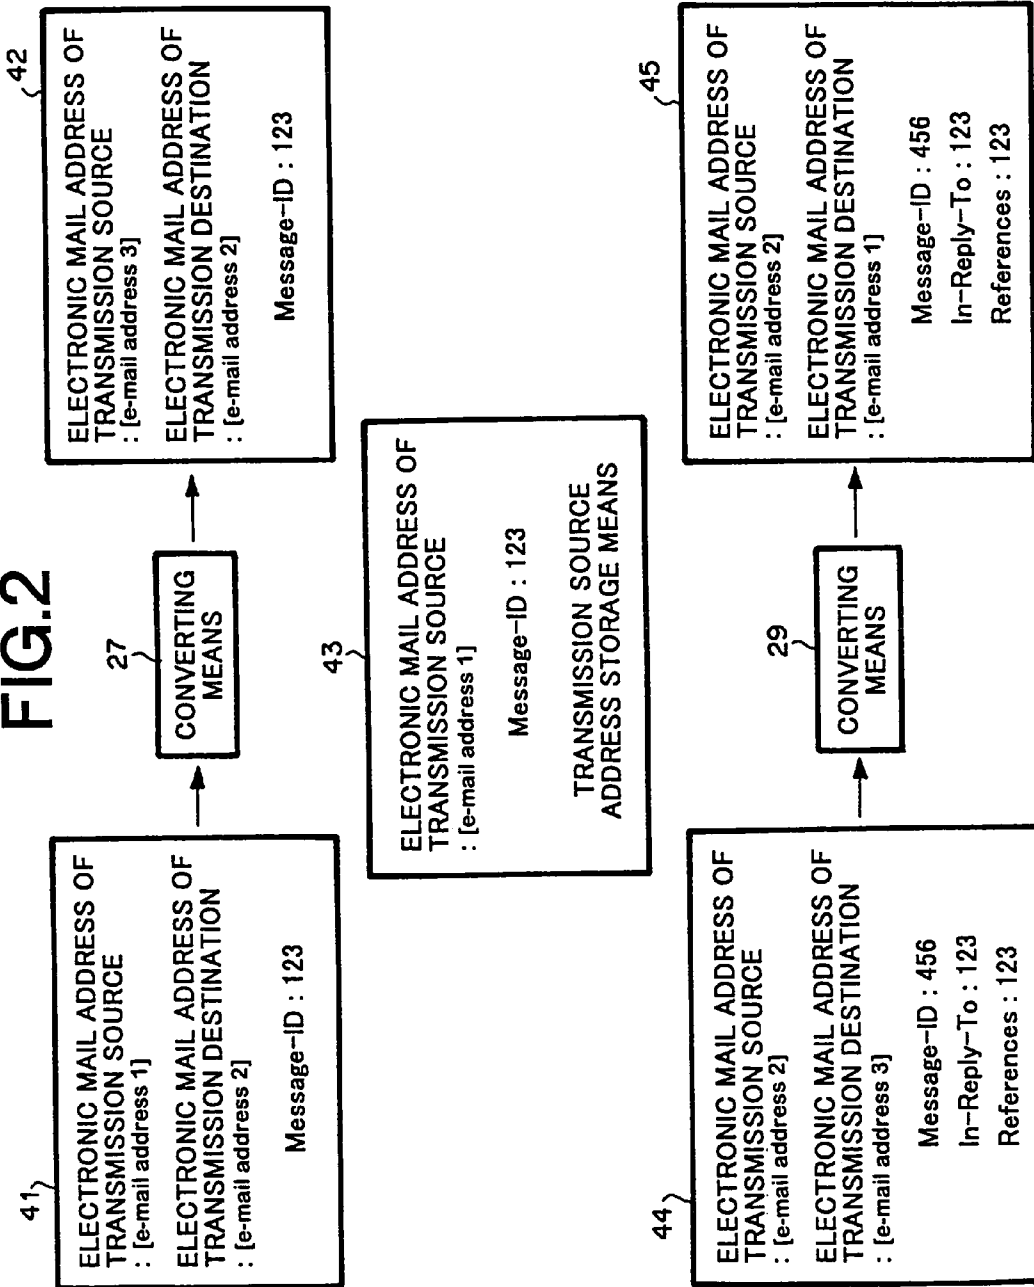 FIG.2
41
ELECTRONIC MAIL ADDRESS OF
TRANSMISSION SOURCE
: [e-mail address 1]
ELECTRONIC MAIL ADDRESS OF
TRANSMISSION DESTINATION
: [e-mail address 2]
Message-ID : 123
27
CONVERTING
MEANS
42
ELECTRONIC MAIL ADDRESS OF
TRANSMISSION SOURCE
: [e-mail address 3]
ELECTRONIC MAIL ADDRESS OF
TRANSMISSION DESTINATION
: [e-mail address 2]
Message-ID : 123
43
ELECTRONIC MAIL ADDRESS OF
TRANSMISSION SOURCE
: [e-mail address 1]
Message-ID : 123
TRANSMISSION SOURCE
ADDRESS STORAGE MEANS
44
ELECTRONIC MAIL ADDRESS OF
TRANSMISSION SOURCE
: [e-mail address 2]
ELECTRONIC MAIL ADDRESS OF
TRANSMISSION DESTINATION
: [e-mail address 3]
Message-ID : 456
In-Reply-To : 123
References : 123
29
CONVERTING
MEANS
45
ELECTRONIC MAIL ADDRESS OF
TRANSMISSION SOURCE
: [e-mail address 2]
ELECTRONIC MAIL ADDRESS OF
TRANSMISSION DESTINATION
: [e-mail address 1]
Message-ID : 456
In-Reply-To : 123
References : 123